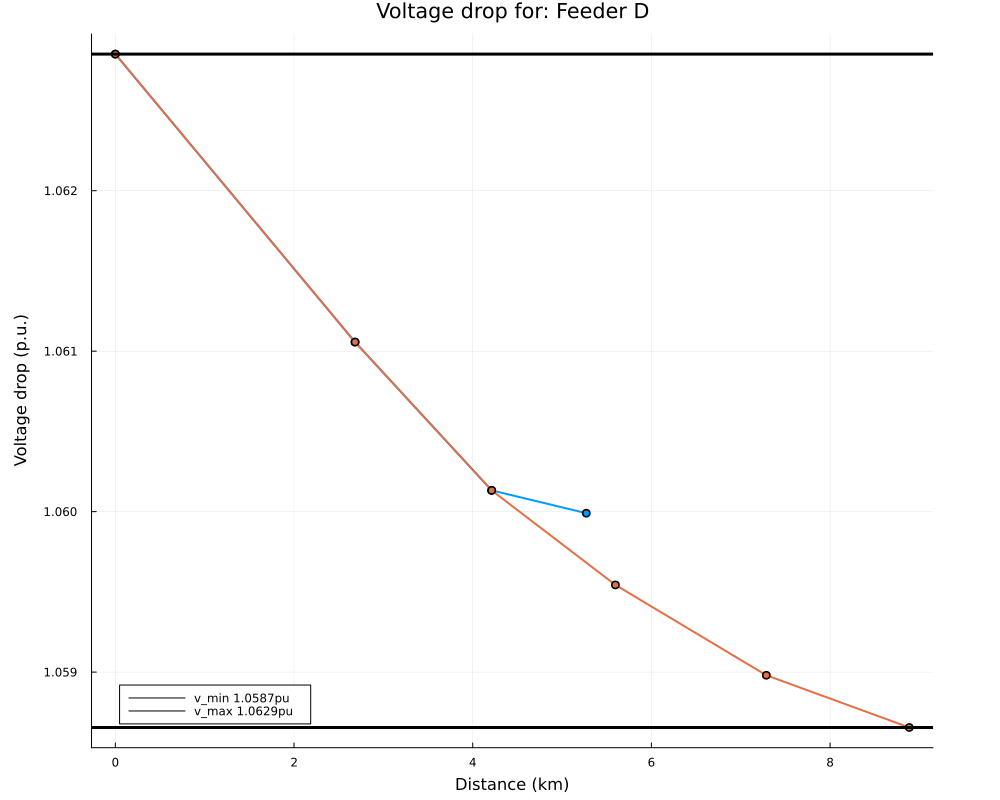 Voltage drop for: Feeder D
Voltage drop (p.u.)
1.062
1.061
1.060
1.059
v_min 1.0587pu
v_max 1.0629pu
0 2 4 6 8
Distance (km)